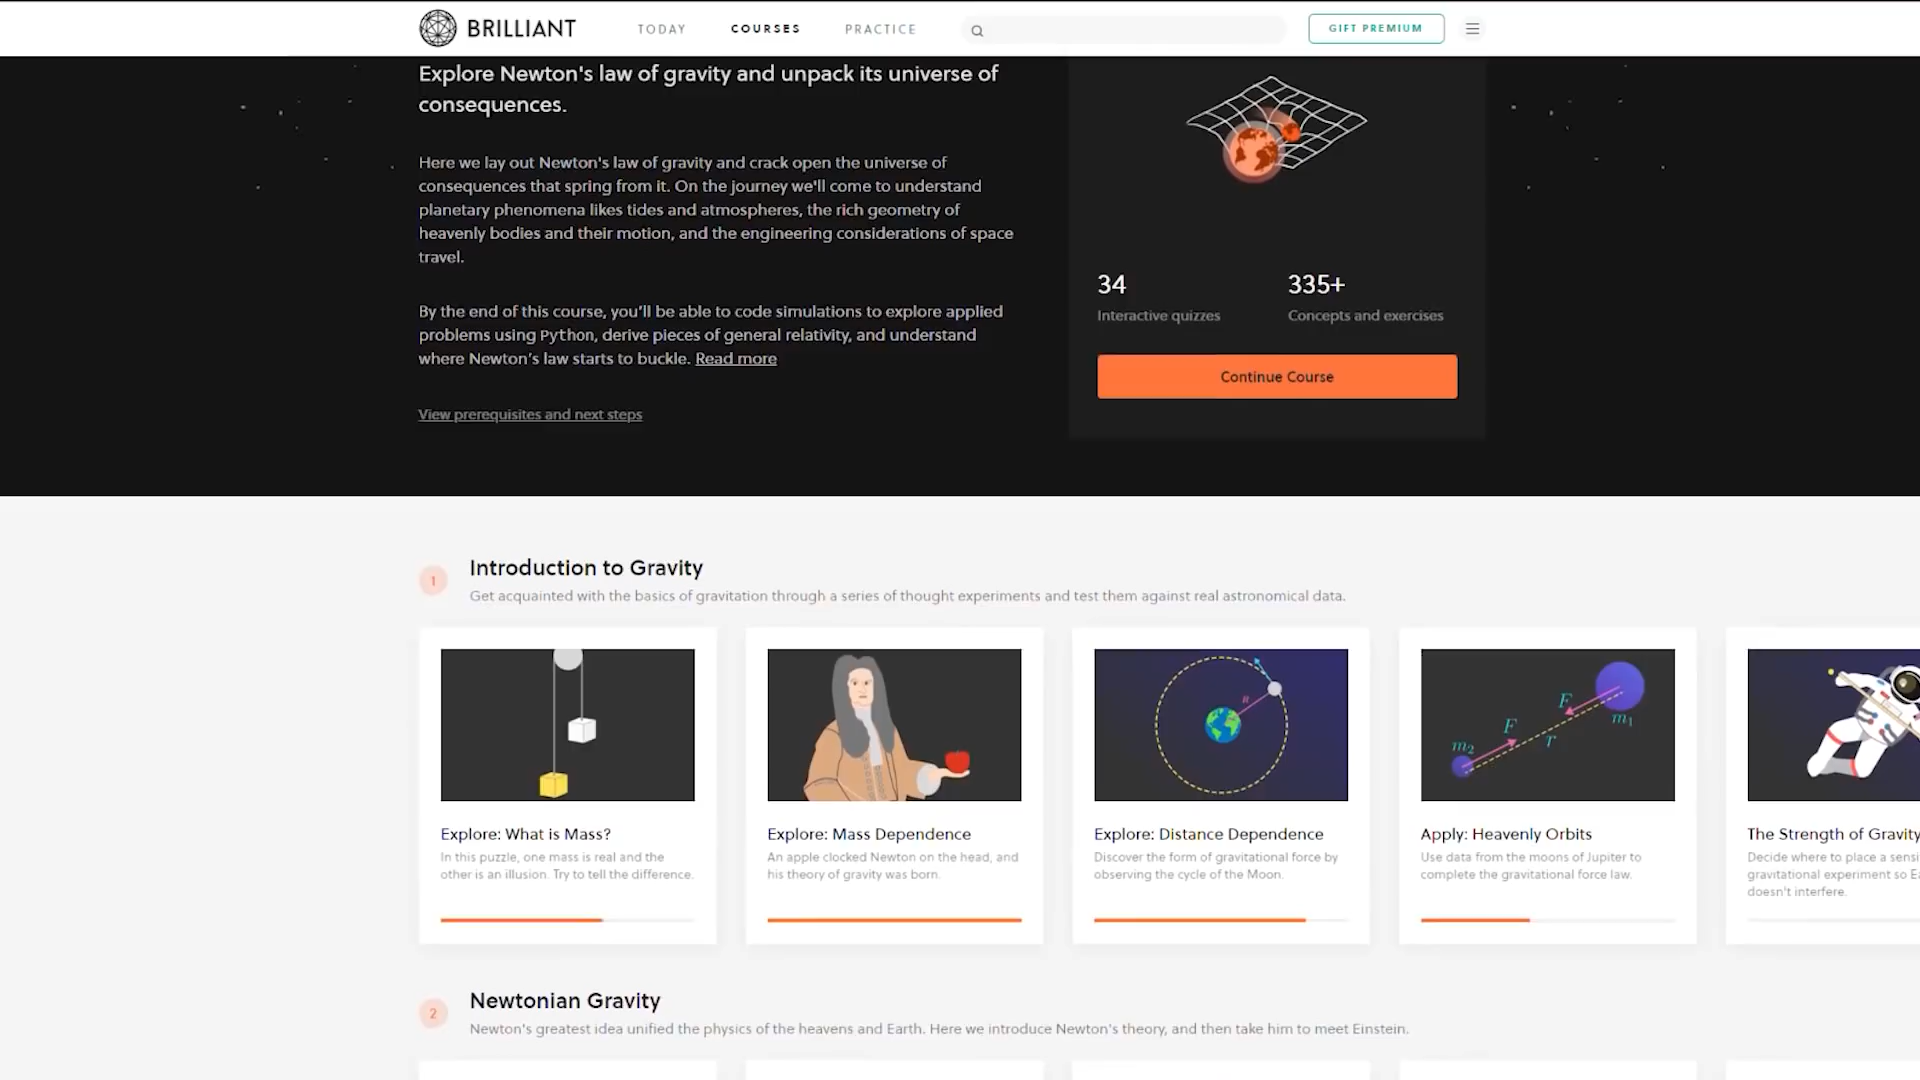 BRILLIANT
TODAY
COURSES
PRACTICE
GIFT PREMIUM
Explore Newton's law of gravity and unpack its universe of
consequences.
Here we lay out Newton's law of gravity and crack open the universe of
consequences that spring from it. On the journey we'll come to understand
planetary phenomena likes tides and atmospheres, the rich geometry of
heavenly bodies and their motion, and the engineering considerations of space
travel.
By the end of this course, you'll be able to code simulations to explore applied
problems using Python, derive pieces of general relativity, and understand
where Newton's law starts to buckle. Read more
View prerequisites and next steps
34
Interactive quizzes
335+
Concepts and exercises
Continue Course
1
Introduction to Gravity
Get acquainted with the basics of gravitation through a series of thought experiments and test them against real astronomical data.
Explore: What is Mass?
In this puzzle, one mass is real and the
other is an illusion. Try to tell the difference.
Explore: Mass Dependence
An apple clocked Newton on the head, and
his theory of gravity was born.
Explore: Distance Dependence
Discover the form of gravitational force by
observing the cycle of the Moon.
F
F
m1
m2
r
Apply: Heavenly Orbits
Use data from the moons of Jupiter to
complete the gravitational force law.
The Strength of Gravity
Decide where to place a sensi
gravitational experiment so Ea
doesn't interfere.
2
Newtonian Gravity
Newton's greatest idea unified the physics of the heavens and Earth. Here we introduce Newton's theory, and then take him to meet Einstein.